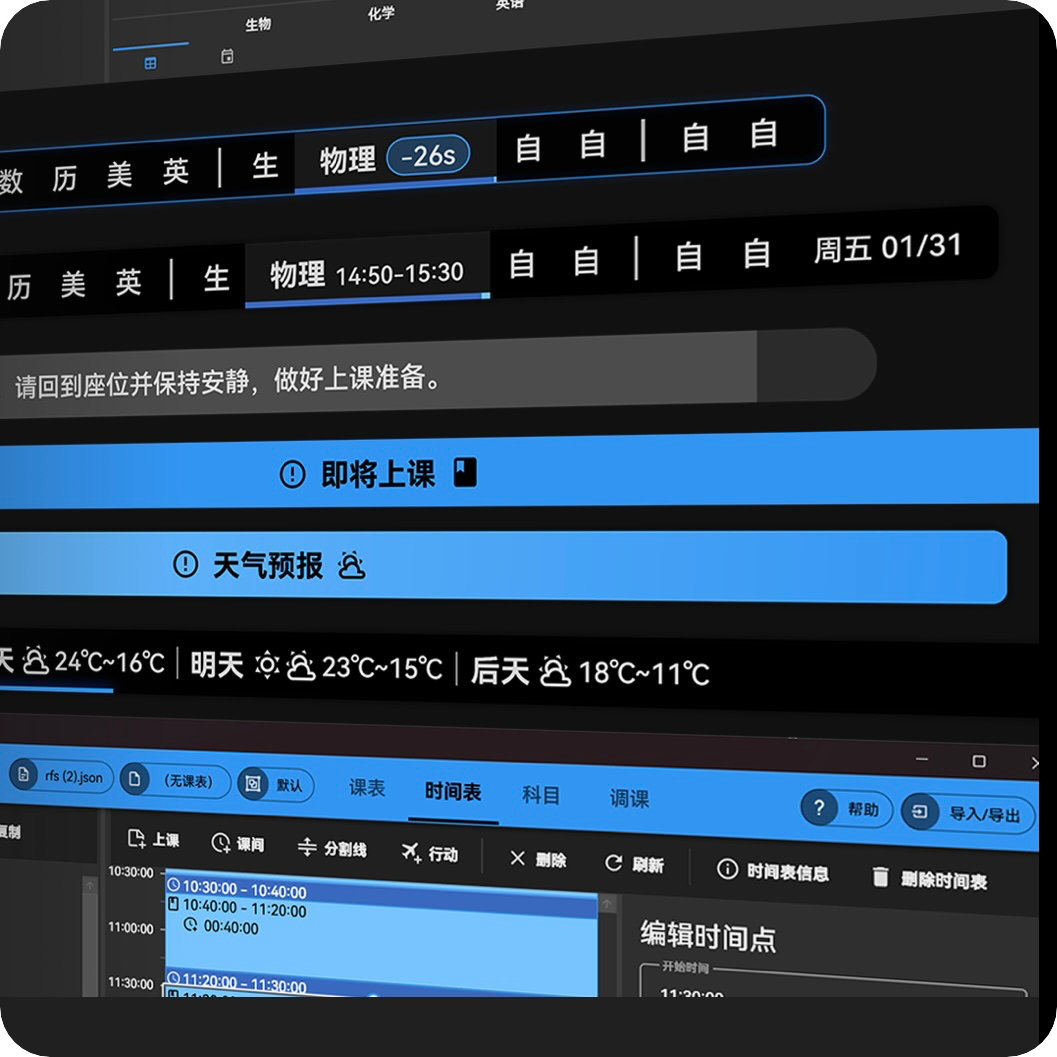 生物 化学 英语
数 历 美 英 | 生 物理 -26s 自 自 | 自 自
历 美 英 | 生 物理 14:50-15:30 自 自 | 自 自 周五 01/31
请回到座位并保持安静，做好上课准备。
即将上课
天气预报
天 24℃~16℃ | 明天 23℃~15℃ | 后天 18℃~11℃
rfs (2).json (无课表) 默认 课表 时间表 科目 调课 ? 帮助 导入/导出
复制 上课 课间 分割线 行动 删除 刷新 时间表信息 删除时间表
10:30:00 10:30:00 - 10:40:00
10:40:00 - 11:20:00
11:00:00 00:40:00
编辑时间点
开始时间
11:30:00 11:20:00 - 11:30:00
11:30:00